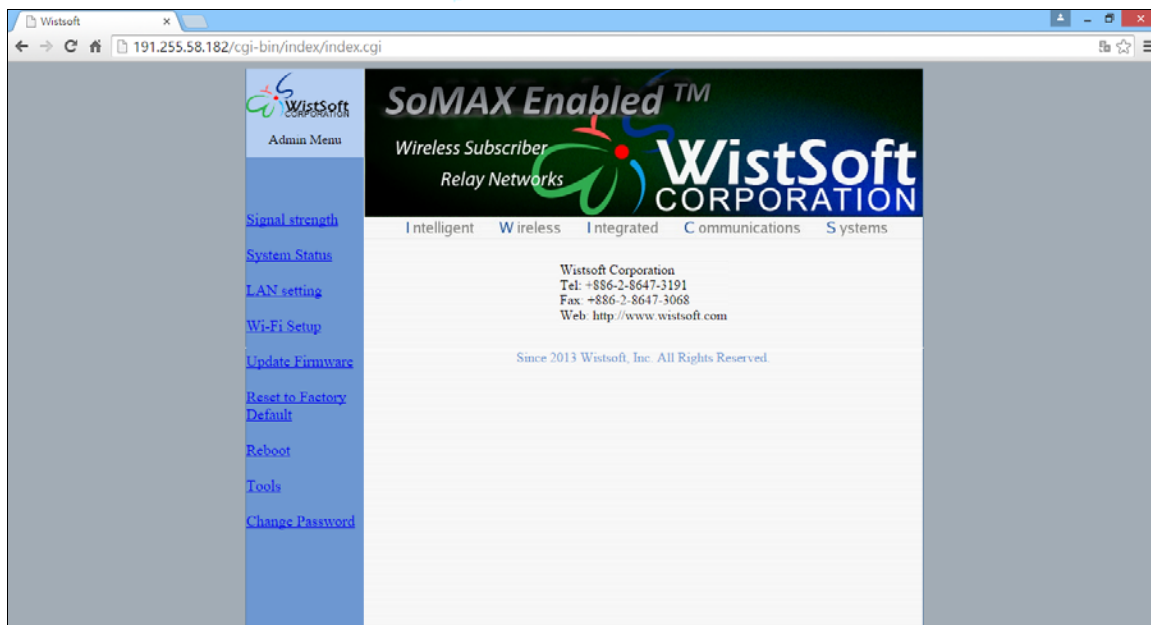 Wistsoft
191.255.58.182/cgi-bin/index/index.cgi
WistSoft
CORPORATION
Admin Menu
Signal strength
System Status
LAN setting
Wi-Fi Setup
Update Firmware
Reset to Factory
Default
Reboot
Tools
Change Password
SoMAX Enabled TM
Wireless Subscriber
Relay Networks
WistSoft
CORPORATION
Intelligent Wireless Integrated Communications Systems
Wistsoft Corporation
Tel: +886-2-8647-3191
Fax: +886-2-8647-3068
Web: http://www.wistsoft.com
Since 2013 Wistsoft, Inc. All Rights Reserved.